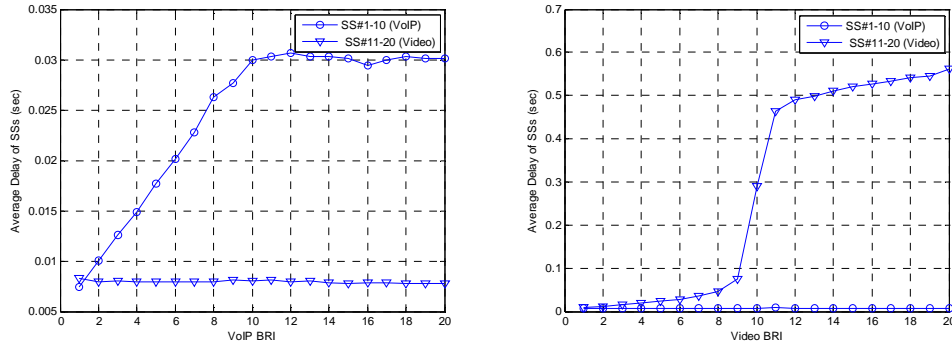 0.035
0.03
0.025
0.02
0.015
0.01
0.005
Average Delay of SSs (sec)
SS#1-10 (VoIP)
SS#11-20 (Video)
0 2 4 6 8 10 12 14 16 18 20
VoIP BRI
0.7
0.6
0.5
0.4
0.3
0.2
0.1
0
Average Delay of SSs (sec)
SS#1-10 (VoIP)
SS#11-20 (Video)
0 2 4 6 8 10 12 14 16 18 20
Video BRI